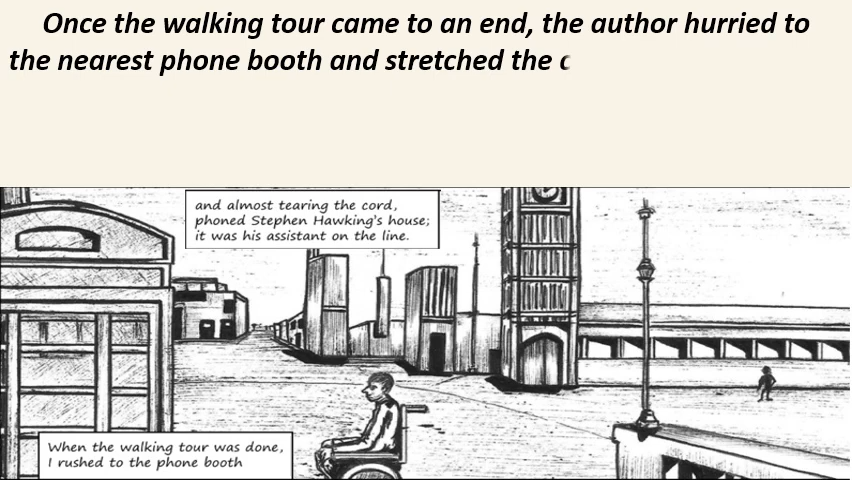 Once the walking tour came to an end, the author hurried to
the nearest phone booth and stretched the
and almost tearing the cord,
phoned Stephen Hawking's house;
it was his assistant on the line.
When the walking tour was done,
I rushed to the phone booth